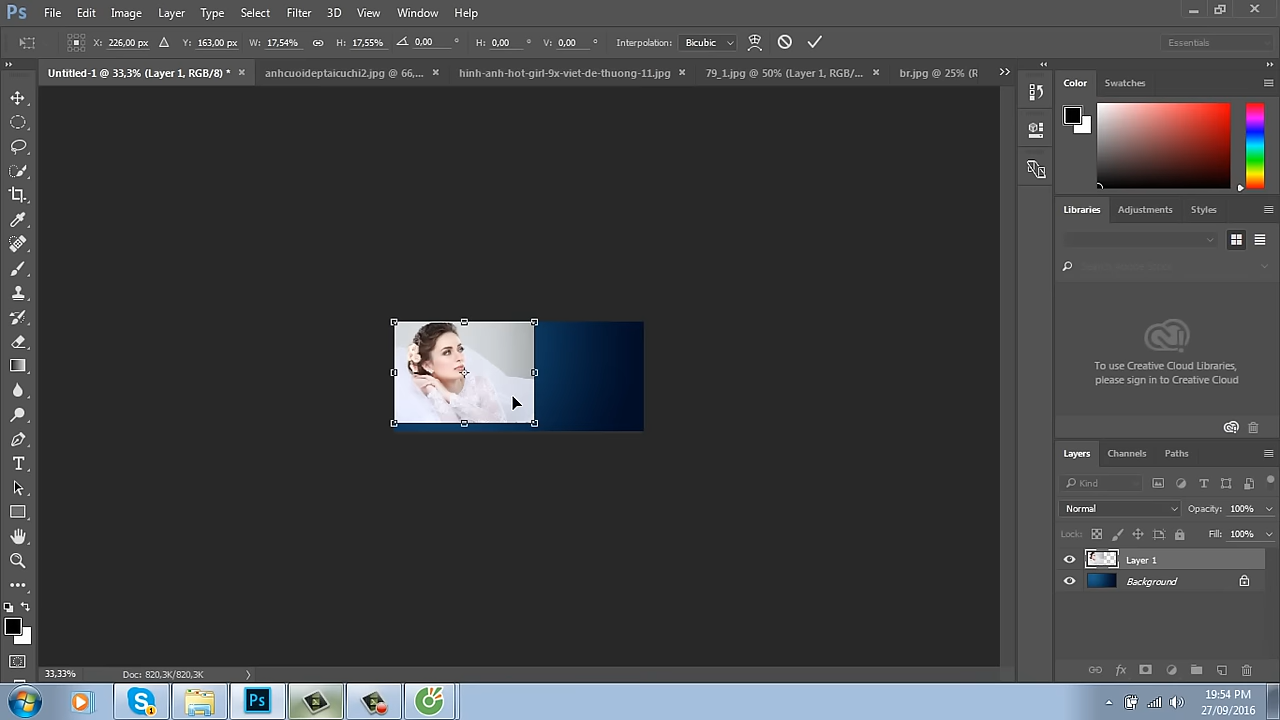 Ps File Edit Image Layer Type Select Filter 3D View Window Help
X: 226,00 px Y: 163,00 px W: 17,54% H: 17,55% 0,00 ° H: 0,00 ° V: 0,00 ° Interpolation: Bicubic Essentials
Untitled-1 @ 33,3% (Layer 1, RGB/8) * × anhcuoideptaicuchi2.jpg @ 66,... × hinh-anh-hot-girl-9x-viet-de-thuong-11.jpg × 79_1.jpg @ 50% (Layer 1, RGB/... × br.jpg @ 25% (R
Color Swatches
Libraries Adjustments Styles
To use Creative Cloud Libraries,
please sign in to Creative Cloud
Layers Channels Paths
Kind
Normal Opacity: 100%
Lock: Fill: 100%
Layer 1
Background
33,33% Doc: 820,3K/820,3K
19:54 PM
27/09/2016